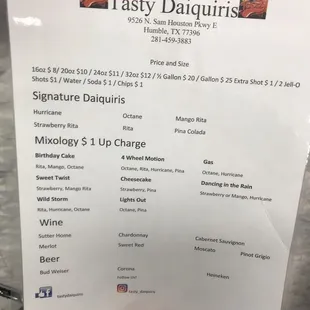 Tasty Daiquiris
9526 N. Sam Houston Pkwy E
Humble, TX 77396
281-459-3883
Price and Size
16oz $ 8/ 20oz $10 / 24oz $11 / 32oz $12 / ½ Gallon $ 20 / Gallon $ 25 Extra Shot $ 1 / 2 Jell-O
Shots $1 / Water / Soda $ 1 / Chips $ 1
Signature Daiquiris
Hurricane Octane Mango Rita
Strawberry Rita Rita Pina Colada
Mixology $ 1 Up Charge
Birthday Cake 4 Wheel Motion Gas
Rita, Mango, Octane Octane, Rita, Hurricane, Pina Octane, Hurricane
Sweet Twist Cheesecake Dancing in the Rain
Strawberry, Mango Rita Strawberry, Pina Strawberry or Mango, Hurricane
Wild Storm Lights Out
Rita, Hurricane, Octane Octane, Pina
Wine
Sutter Home Chardonnay Cabernet Sauvignon
Merlot Sweet Red Moscato Pinot Grigio
Beer
Bud Weiser Corona Heineken
tastydaiquiris tasty_daiquiris